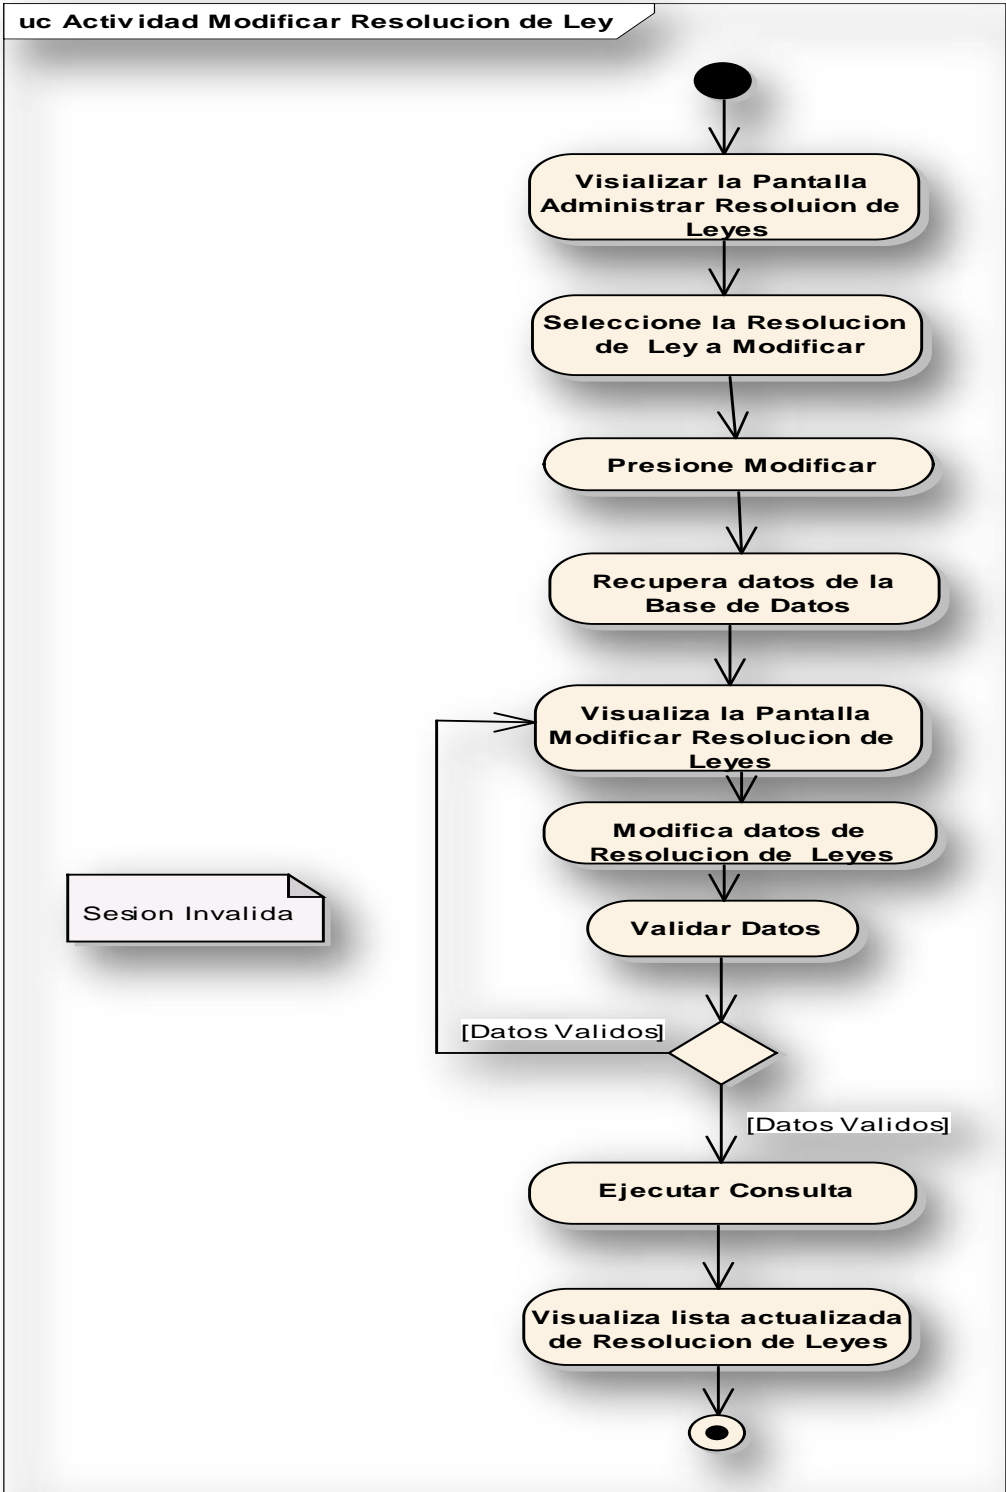 uc Actividad Modificar Resolucion de Ley
Visializar la Pantalla
Administrar Resoluion de
Leyes
Seleccione la Resolucion
de Ley a Modificar
Presione Modificar
Recupera datos de la
Base de Datos
Visualiza la Pantalla
Modificar Resolucion de
Leyes
Modifica datos de
Resolucion de Leyes
Sesion Invalida
Validar Datos
[Datos Validos]
[Datos Validos]
Ejecutar Consulta
Visualiza lista actualizada
de Resolucion de Leyes